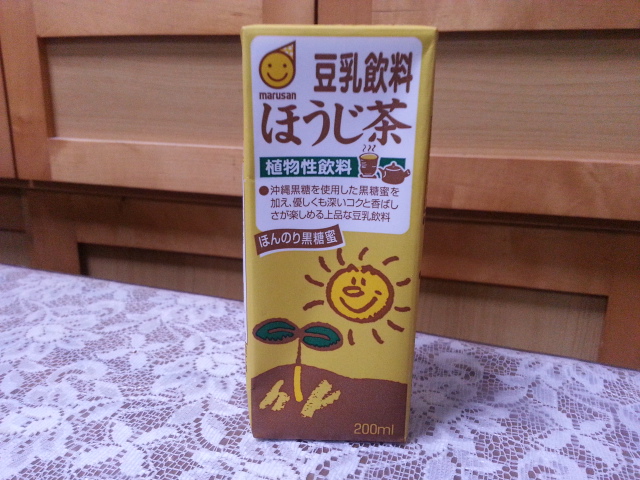 marusan
豆乳飲料
ほうじ茶
植物性飲料
●沖縄黒糖を使用した黒糖蜜を
加え、優しくも深いコクと香ばし
さが楽しめる上品な豆乳飲料
ほんのり黒糖蜜
200ml